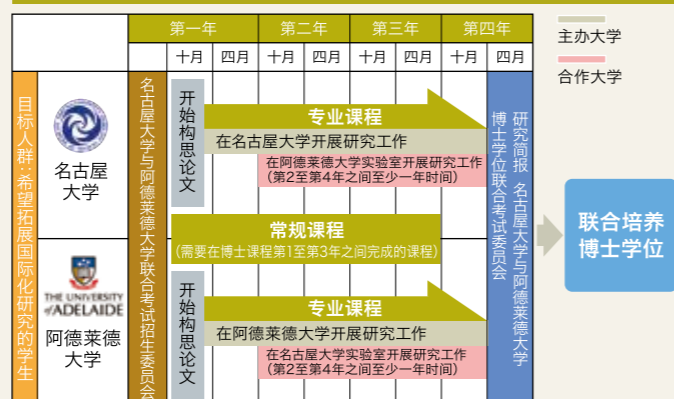 第一年
第二年
第三年
第四年
十月
四月
十月
四月
十月
四月
十月
四月
主办大学
合作大学
目标人群：希望拓展国际化研究的学生
名古屋
大学
THE UNIVERSITY
of ADELAIDE
阿德莱德
大学
名古屋大学与阿德莱德大学联合考试招生委员会
开始构思论文
专业课程
在名古屋大学开展研究工作
在阿德莱德大学实验室开展研究工作
（第2至第4年之间至少一年时间）
常规课程
（需要在博士课程第1至第3年之间完成的课程）
开始构思论文
专业课程
在阿德莱德大学开展研究工作
在名古屋大学实验室开展研究工作
（第2至第4年之间至少一年时间）
研究简报 名古屋大学与阿德莱德大学
博士学位联合考试委员会
联合培养
博士学位